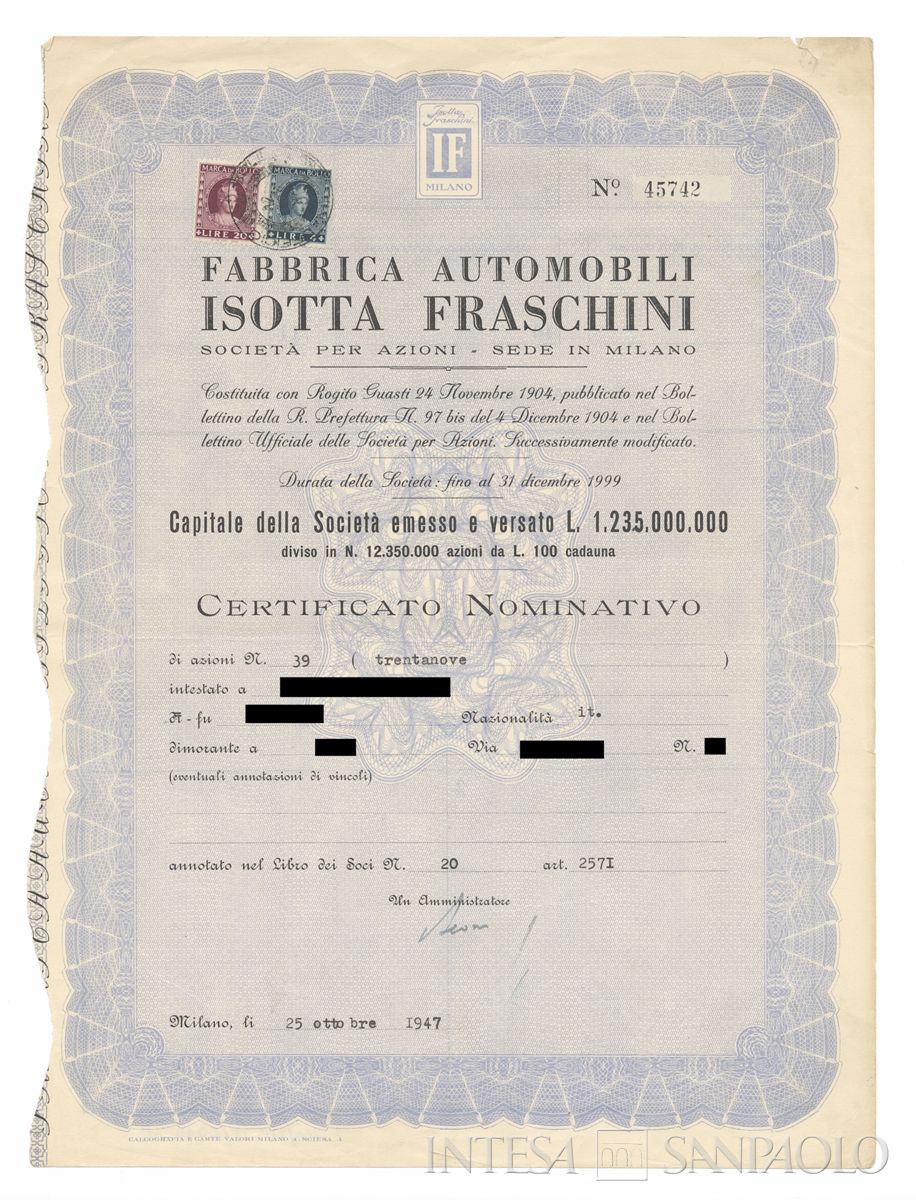 Isotta
Fraschini
IF
MILANO
MARCA DA BOLLO
LIRE 20
MARCA DA BOLLO
LIRE
Nº 45742
FABBRICA AUTOMOBILI
ISOTTA FRASCHINI
SOCIETÀ PER AZIONI - SEDE IN MILANO
Costituita con Rogito Guasti 24 Novembre 1904, pubblicato nel Bol-
lettino della R. Prefettura N. 97 bis del 4 Dicembre 1904 e nel Bol-
lettino Ufficiale delle Società per Azioni. Successivamente modificato.
Durata della Società: fino al 31 dicembre 1999
Capitale della Società emesso e versato L. 1.235.000.000
diviso in N. 12.350.000 azioni da L. 100 cadauna
CERTIFICATO NOMINATIVO
di azioni N. 39 ( trentanove )
intestato a
fu Nazionalità it.
dimorante a Via N.
(eventuali annotazioni di vincoli)
annotato nel Libro dei Soci N. 20 art. 257I
Un Amministratore
Milano, li 25 ottobre 1947
CALCOGRAFIA E CARTE VALORI MILANO
INTESA SANPAOLO